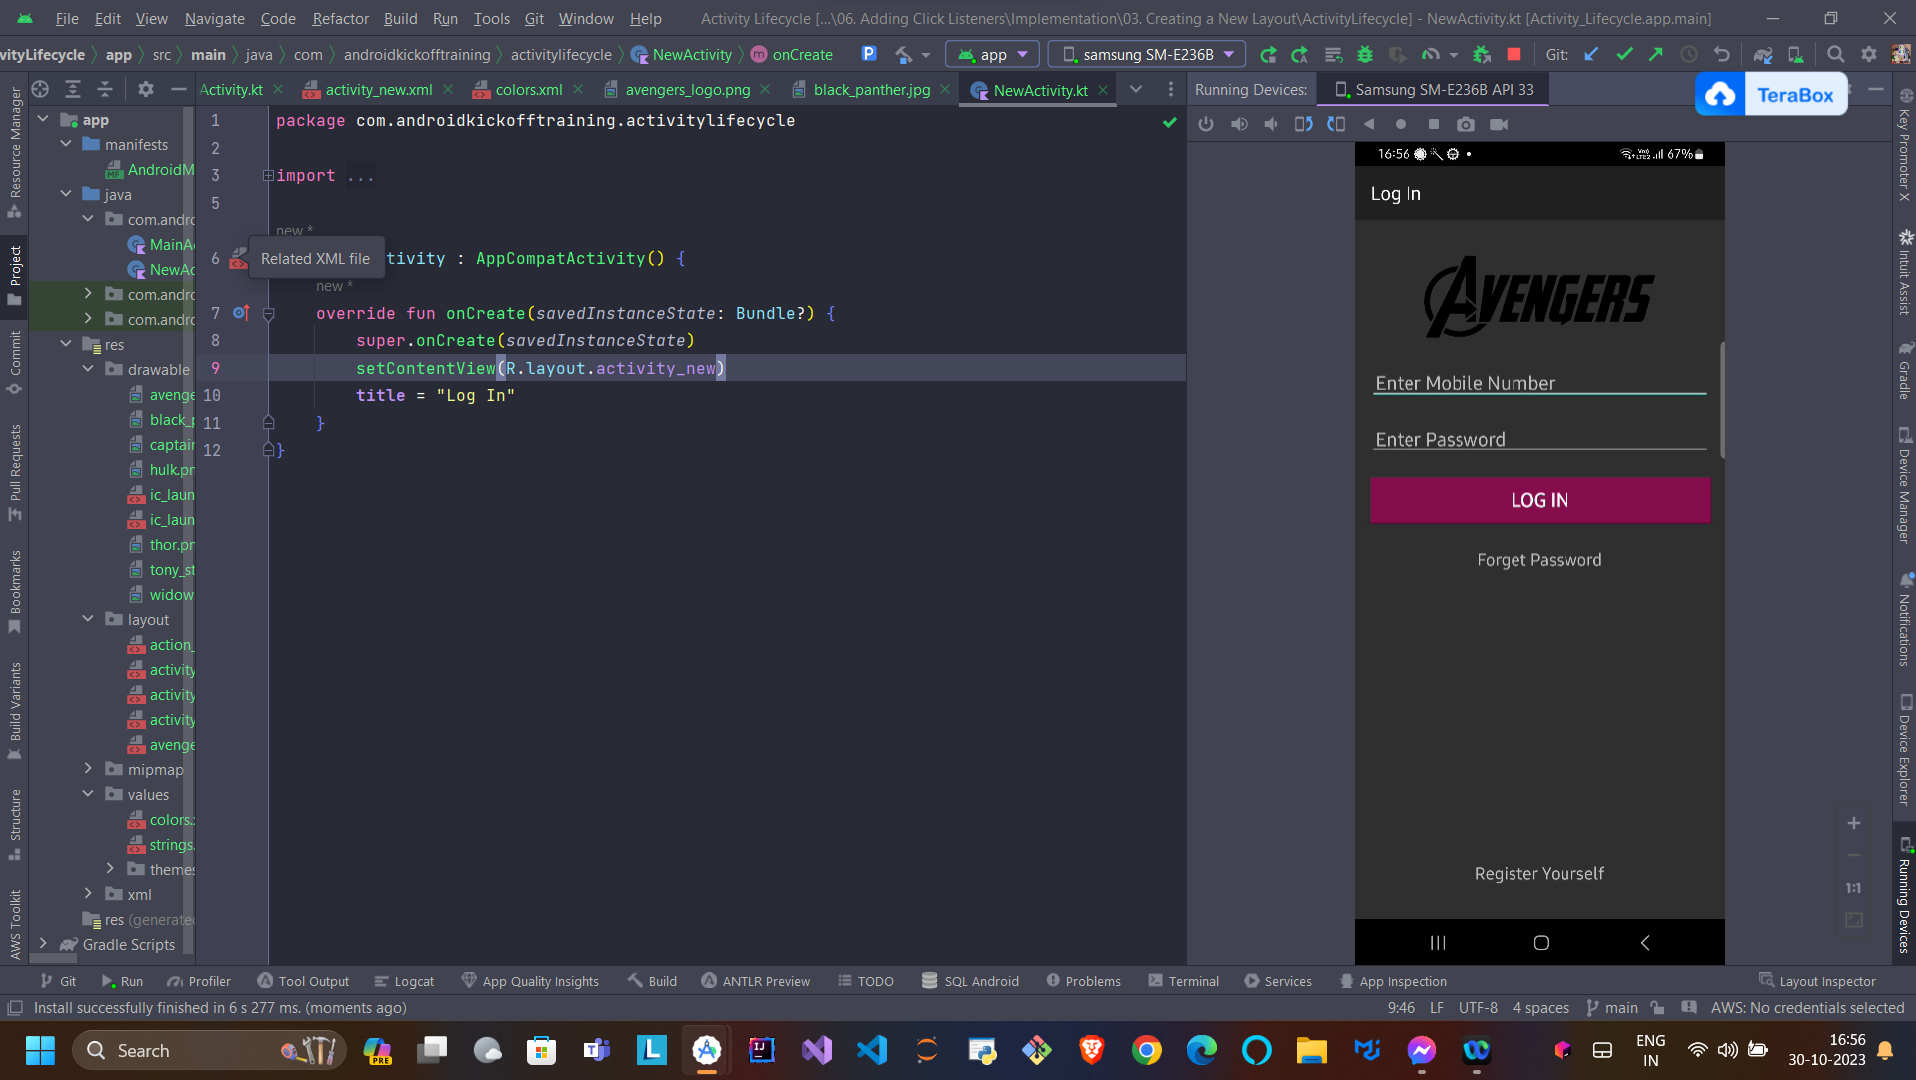 File Edit View Navigate Code Refactor Build Run Tools Git Window Help
Activity Lifecycle [...\06. Adding Click Listeners\Implementation\03. Creating a New Layout\ActivityLifecycle] - NewActivity.kt [Activity_Lifecycle.app.main]
vityLifecycle app src main java com androidkickofftraining activitylifecycle NewActivity onCreate
app
samsung SM-E236B
Git:
Activity.kt activity_new.xml colors.xml avengers_logo.png black_panther.jpg NewActivity.kt
Running Devices: Samsung SM-E236B API 33
TeraBox
Resource Manager
Project
Commit
Pull Requests
Bookmarks
Build Variants
Structure
AWS Toolkit
app
manifests
AndroidM
java
com.andro
MainAc
NewAc
com.andro
com.andro
res
drawable
avenge
black_p
captain
hulk.pn
ic_laun
ic_laun
thor.pn
tony_st
widow
layout
action_
activity
activity
activity
avenge
mipmap
values
colors.x
strings.
themes
xml
res (generated
Gradle Scripts
1 package com.androidkickofftraining.activitylifecycle
2
3 import ...
5
new *
6 tivity : AppCompatActivity() {
Related XML file
new *
7 override fun onCreate(savedInstanceState: Bundle?) {
8 super.onCreate(savedInstanceState)
9 setContentView(R.layout.activity_new)
10 title = "Log In"
11 }
12 }
16:56 67%
Log In
AVENGERS
Enter Mobile Number
Enter Password
LOG IN
Forget Password
Register Yourself
1:1
Key Promoter X
Intuit Assist
Gradle
Device Manager
Notifications
Device Explorer
Running Devices
Git Run Profiler Tool Output Logcat App Quality Insights Build ANTLR Preview TODO SQL Android Problems Terminal Services App Inspection Layout Inspector
Install successfully finished in 6 s 277 ms. (moments ago)
9:46 LF UTF-8 4 spaces main AWS: No credentials selected
Search
PRE
ENG
IN
16:56
30-10-2023